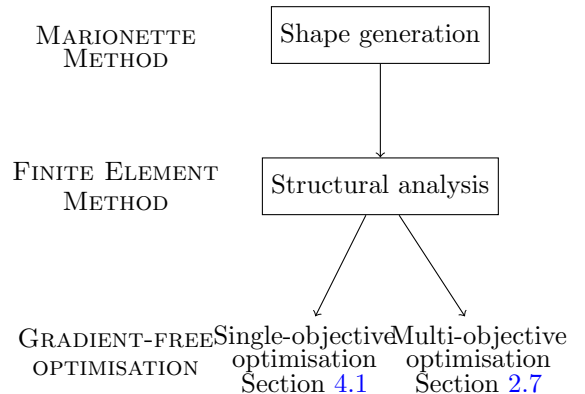 MARIONETTE
METHOD
Shape generation
FINITE ELEMENT
METHOD
Structural analysis
GRADIENT-FREE
OPTIMISATION
Single-objective
optimisation
Section 4.1
Multi-objective
optimisation
Section 2.7